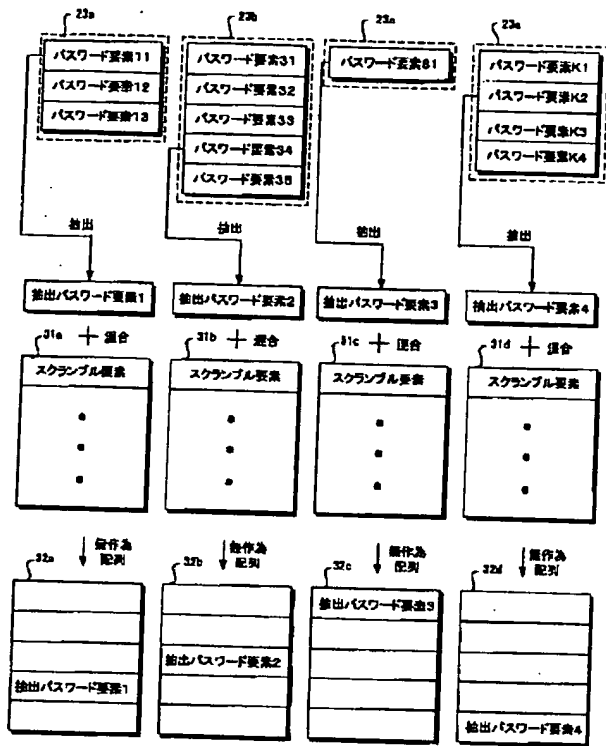 23a
パスワード要素11
パスワード要素12
パスワード要素13
抽出
抽出パスワード要素1
31a
混合
スクランブル要素
32a
無作為
配列
抽出パスワード要素1
23b
パスワード要素31
パスワード要素32
パスワード要素33
パスワード要素34
パスワード要素35
抽出
抽出パスワード要素2
31b
混合
スクランブル要素
32b
無作為
配列
抽出パスワード要素2
パスワード要素81
抽出
抽出パスワード要素3
31c
混合
スクランブル要素
32c
無作為
配列
抽出パスワード要素3
パスワード要素K1
パスワード要素K2
パスワード要素K3
パスワード要素K4
抽出
抽出パスワード要素4
31d
混合
スクランブル要素
32d
無作為
配列
抽出パスワード要素4